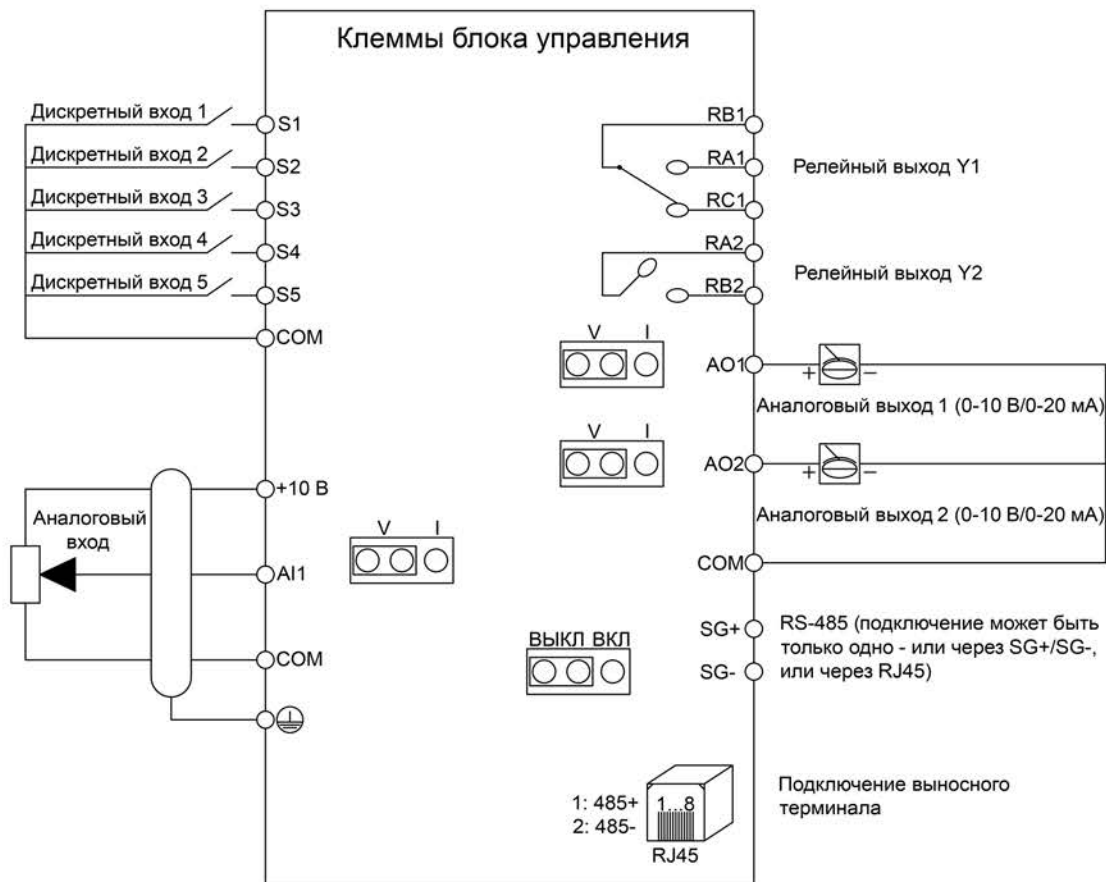 Клеммы блока управления
Дискретный вход 1
S1
Дискретный вход 2
S2
Дискретный вход 3
S3
Дискретный вход 4
S4
Дискретный вход 5
S5
COM
RB1
RA1
Релейный выход Y1
RC1
RA2
Релейный выход Y2
RB2
V I
AO1
+ −
Аналоговый выход 1 (0-10 В/0-20 мА)
V I
AO2
+ −
Аналоговый выход 2 (0-10 В/0-20 мА)
COM
+10 В
Аналоговый
вход
V I
AI1
COM
ВЫКЛ ВКЛ
SG+
SG-
RS-485 (подключение может быть
только одно - или через SG+/SG-,
или через RJ45)
1: 485+
2: 485-
1...8
RJ45
Подключение выносного
терминала